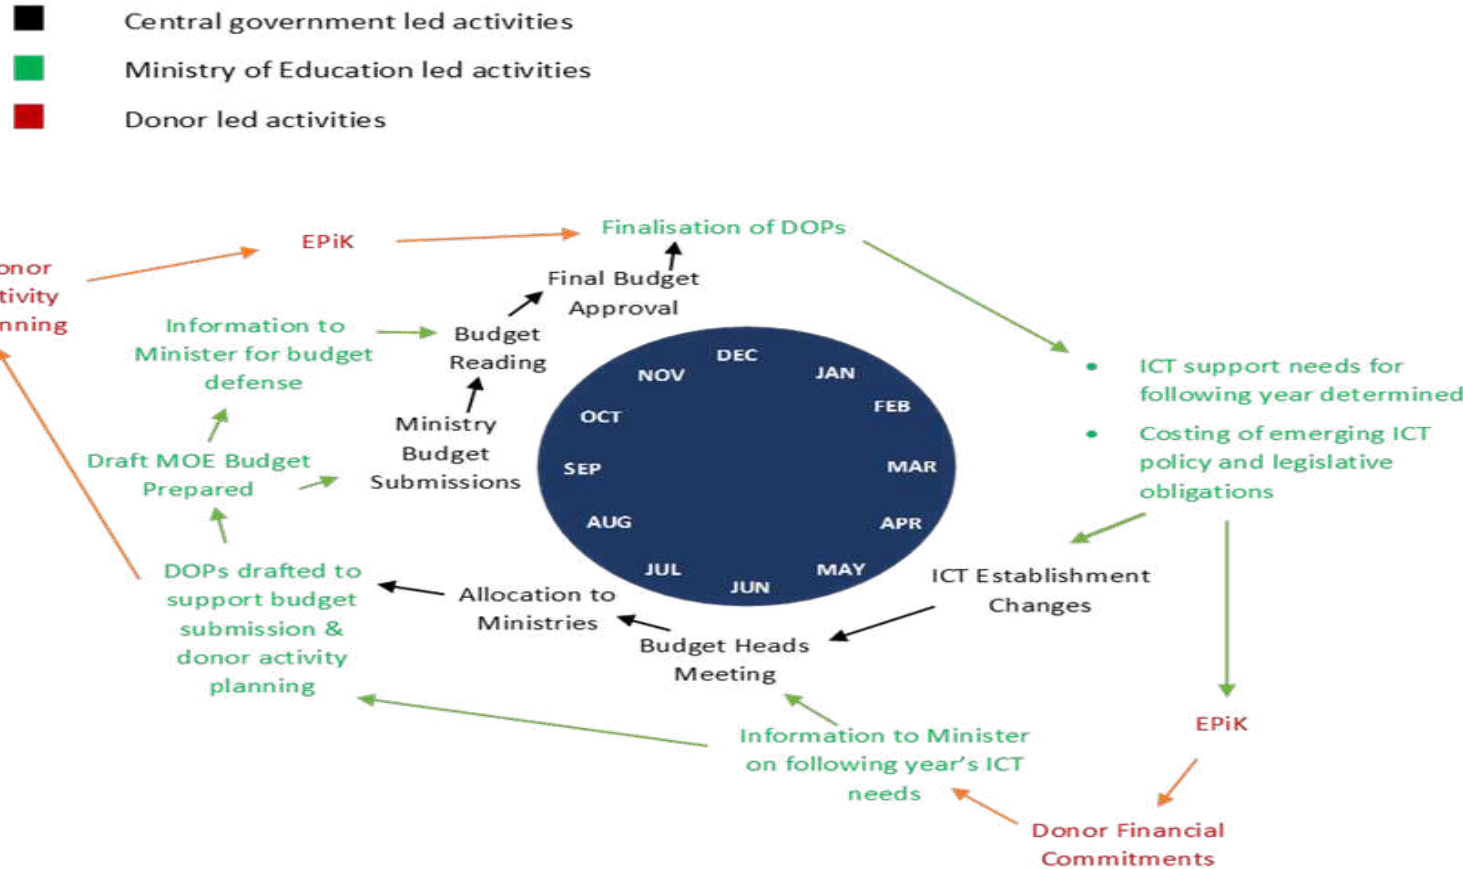 Central government led activities
Ministry of Education led activities
Donor led activities
EPiK
Finalisation of DOPs
Final Budget
Approval
Information to
Minister for budget
defense
Budget
Reading
Ministry
Budget
Submissions
Draft MOE Budget
Prepared
DOPs drafted to
support budget
submission &
donor activity
planning
Allocation to
Ministries
Budget Heads
Meeting
ICT Establishment
Changes
• ICT support needs for
following year determined
• Costing of emerging ICT
policy and legislative
obligations
EPiK
Donor Financial
Commitments
Information to Minister
on following year's ICT
needs
DEC
JAN
FEB
MAR
APR
MAY
JUN
JUL
AUG
SEP
OCT
NOV